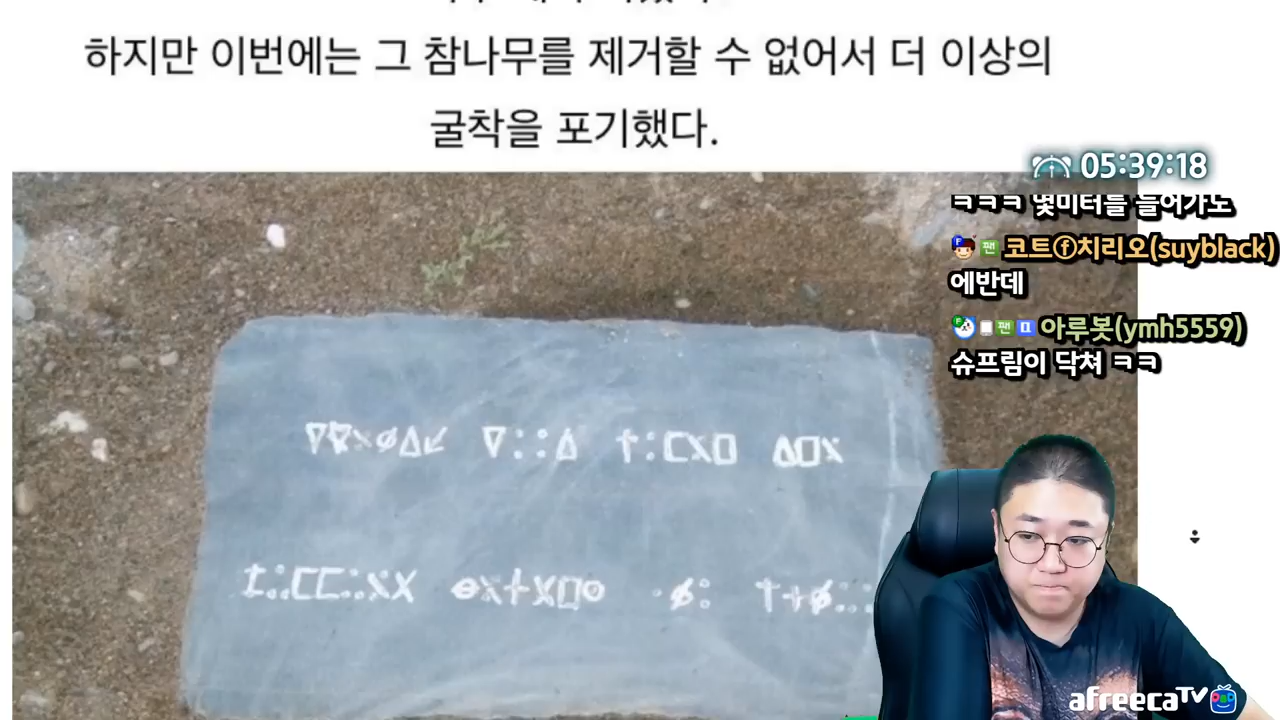 하지만 이번에는 그 참나무를 제거할 수 없어서 더 이상의
굴착을 포기했다.
05:39:18
ㅋㅋㅋ 몇미터를 들어가도
코트ⓕ치리오(suyblack)
에반데
아루봇(ymh5559)
슈프림이 닥쳐 ㅋㅋ
afreecaTV